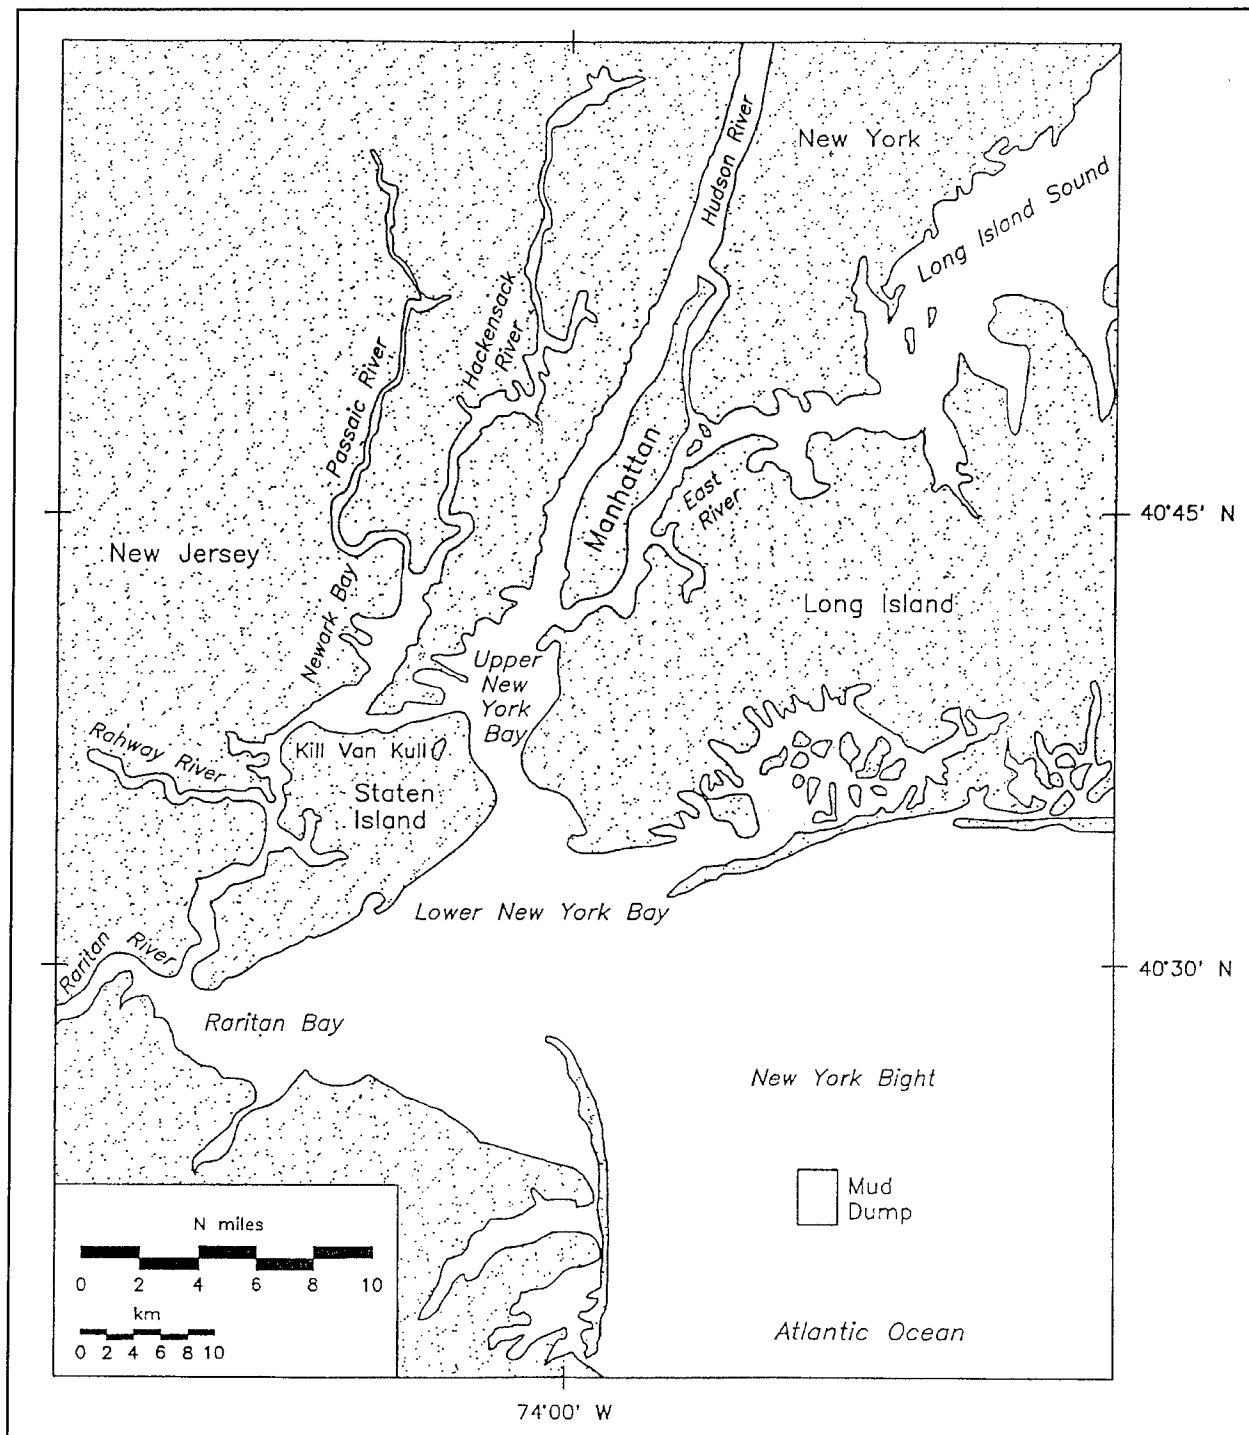 New York
Hudson River
Long Island Sound
Hackensack
River
Passaic River
Manhattan
East
River
40°45' N
New Jersey
Long Island
Newark Bay
Upper
New
York
Bay
Rahway River
Kill Van Kull
Staten
Island
Lower New York Bay
Raritan River
40°30' N
Raritan Bay
New York Bight
Mud
Dump
N miles
0 2 4 6 8 10
km
0 2 4 6 8 10
Atlantic Ocean
74°00' W